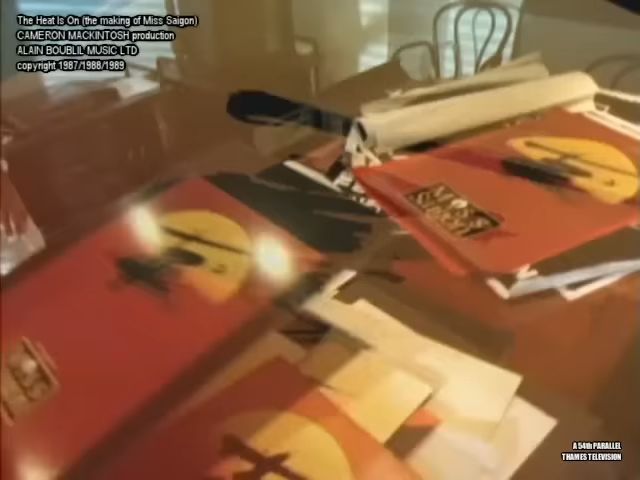 The Heat Is On (the making of Miss Saigon)
CAMERON MACKINTOSH production
ALAIN BOUBLIL MUSIC LTD
copyright 1987/1988/1989
MISS
SAIGON
A 54th PARALLEL
THAMES TELEVISION